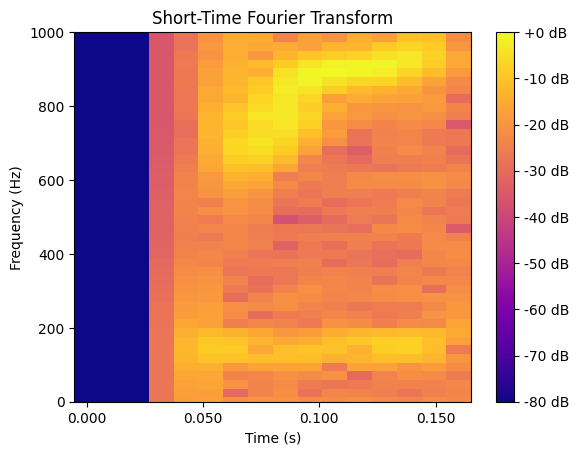 Short-Time Fourier Transform
1000
800
600
400
200
0
Frequency (Hz)
0.000
0.050
0.100
0.150
Time (s)
+0 dB
-10 dB
-20 dB
-30 dB
-40 dB
-50 dB
-60 dB
-70 dB
-80 dB